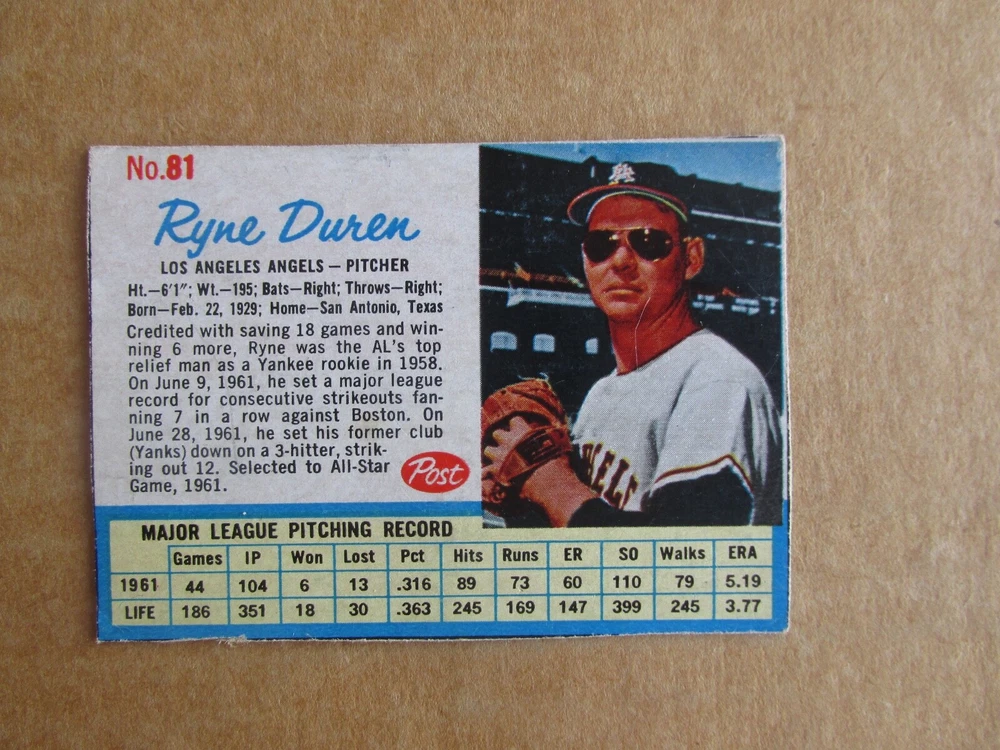 No.81
Ryne Duren
LOS ANGELES ANGELS — PITCHER
Ht.—6'1"; Wt.—195; Bats—Right; Throws—Right;
Born—Feb. 22, 1929; Home—San Antonio, Texas
Credited with saving 18 games and win-
ning 6 more, Ryne was the AL's top
relief man as a Yankee rookie in 1958.
On June 9, 1961, he set a major league
record for consecutive strikeouts fan-
ning 7 in a row against Boston. On
June 28, 1961, he set his former club
(Yanks) down on a 3-hitter, strik-
ing out 12. Selected to All-Star
Game, 1961.
Post
MAJOR LEAGUE PITCHING RECORD
Games IP Won Lost Pct Hits Runs ER SO Walks ERA
1961 44 104 6 13 .316 89 73 60 110 79 5.19
LIFE 186 351 18 30 .363 245 169 147 399 245 3.77